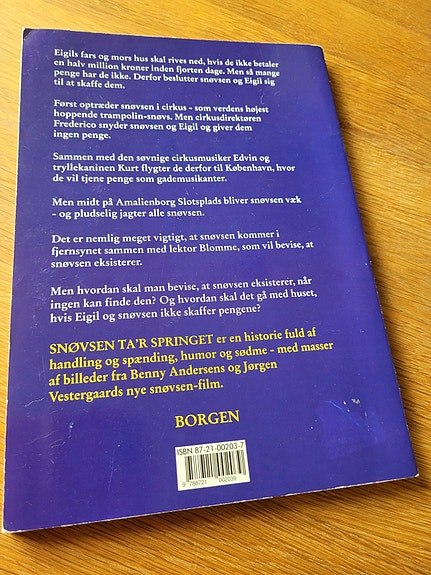 Eigils fars og mors hus skal rives ned, hvis de ikke betaler
en halv million kroner inden fjorten dage. Men så mange
penge har de ikke. Derfor beslutter snøvsen og Eigil sig
til at skaffe dem.
Først optræder snøvsen i cirkus - som verdens højest
hoppende trampolin-snøvs. Men cirkusdirektøren
Frederico snyder snøvsen og Eigil og giver dem
ingen penge.
Sammen med den søvnige cirkusmusiker Edvin og
tryllekaninen Kurt flygter de derfor til København, hvor
de vil tjene penge som gademusikanter.
Men midt på Amalienborg Slotsplads bliver snøvsen væk
- og pludselig jagter alle snøvsen.
Det er nemlig meget vigtigt, at snøvsen kommer i
fjernsynet sammen med lektor Blomme, som vil bevise, at
snøvsen eksisterer.
Men hvordan skal man bevise, at snøvsen eksisterer, når
ingen kan finde den? Og hvordan skal det gå med huset,
hvis Eigil og snøvsen ikke skaffer pengene?
SNØVSEN TA'R SPRINGET er en historie fuld af
handling og spænding, humor og sødme - med masser
af billeder fra Benny Andersens og Jørgen
Vestergaards nye snøvsen-film.
BORGEN
ISBN 87-21-00203-7
9 788721 002039